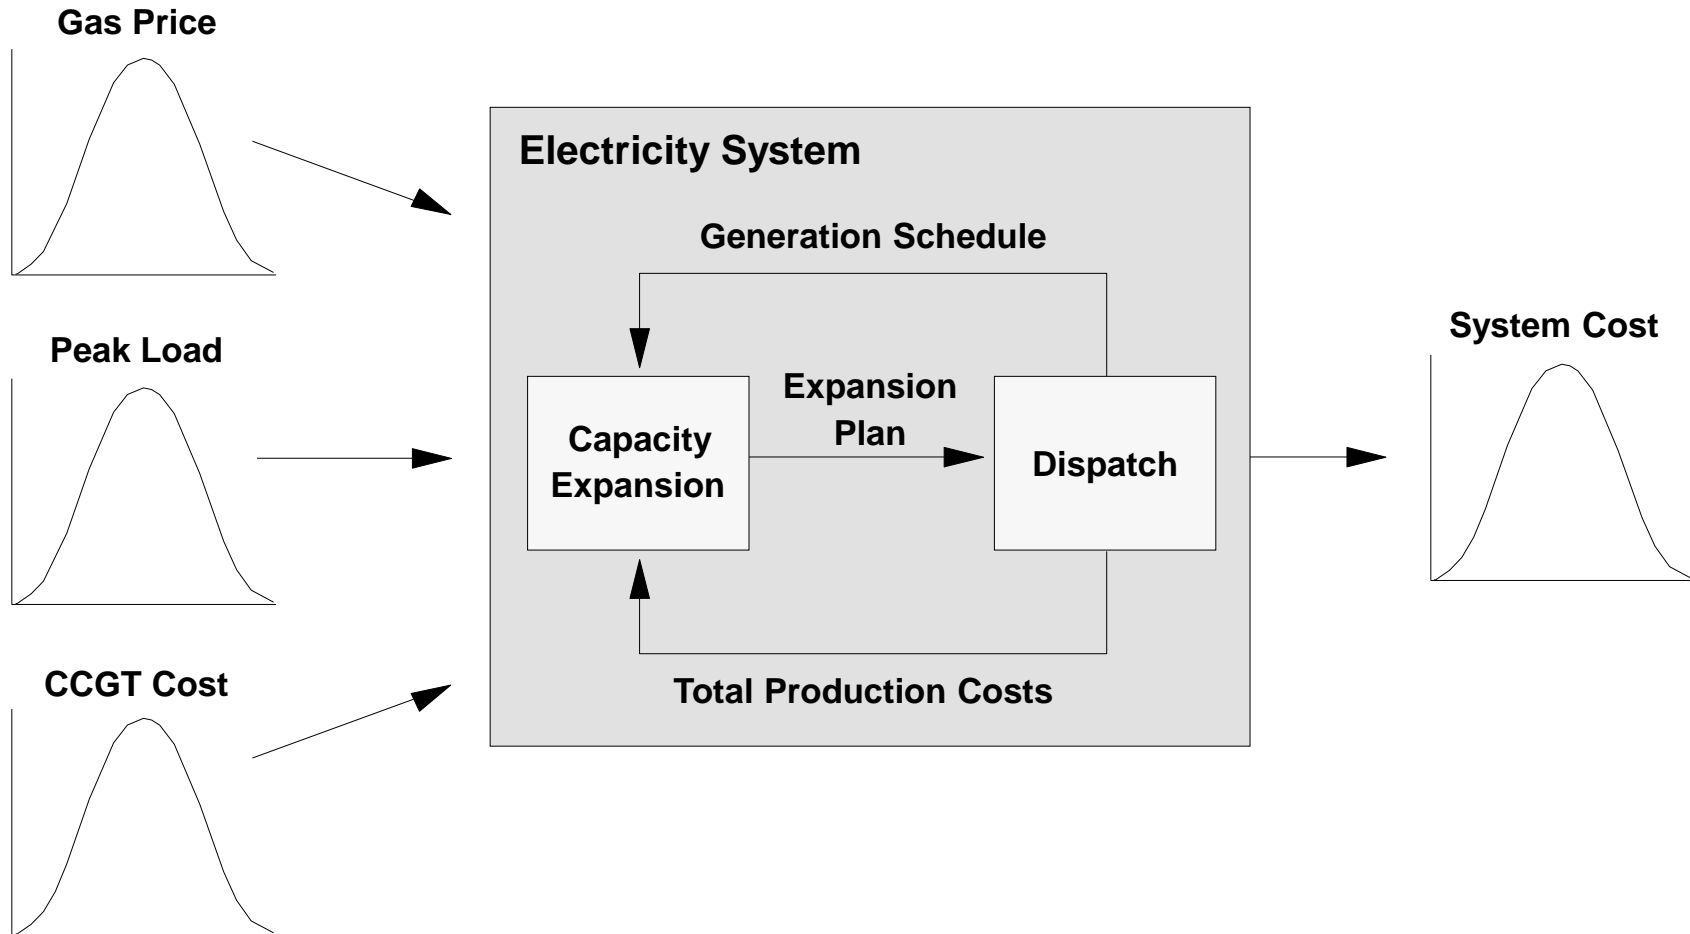 Gas Price
Electricity System
Generation Schedule
Peak Load
System Cost
Expansion
Plan
Capacity
Expansion
Dispatch
CCGT Cost
Total Production Costs